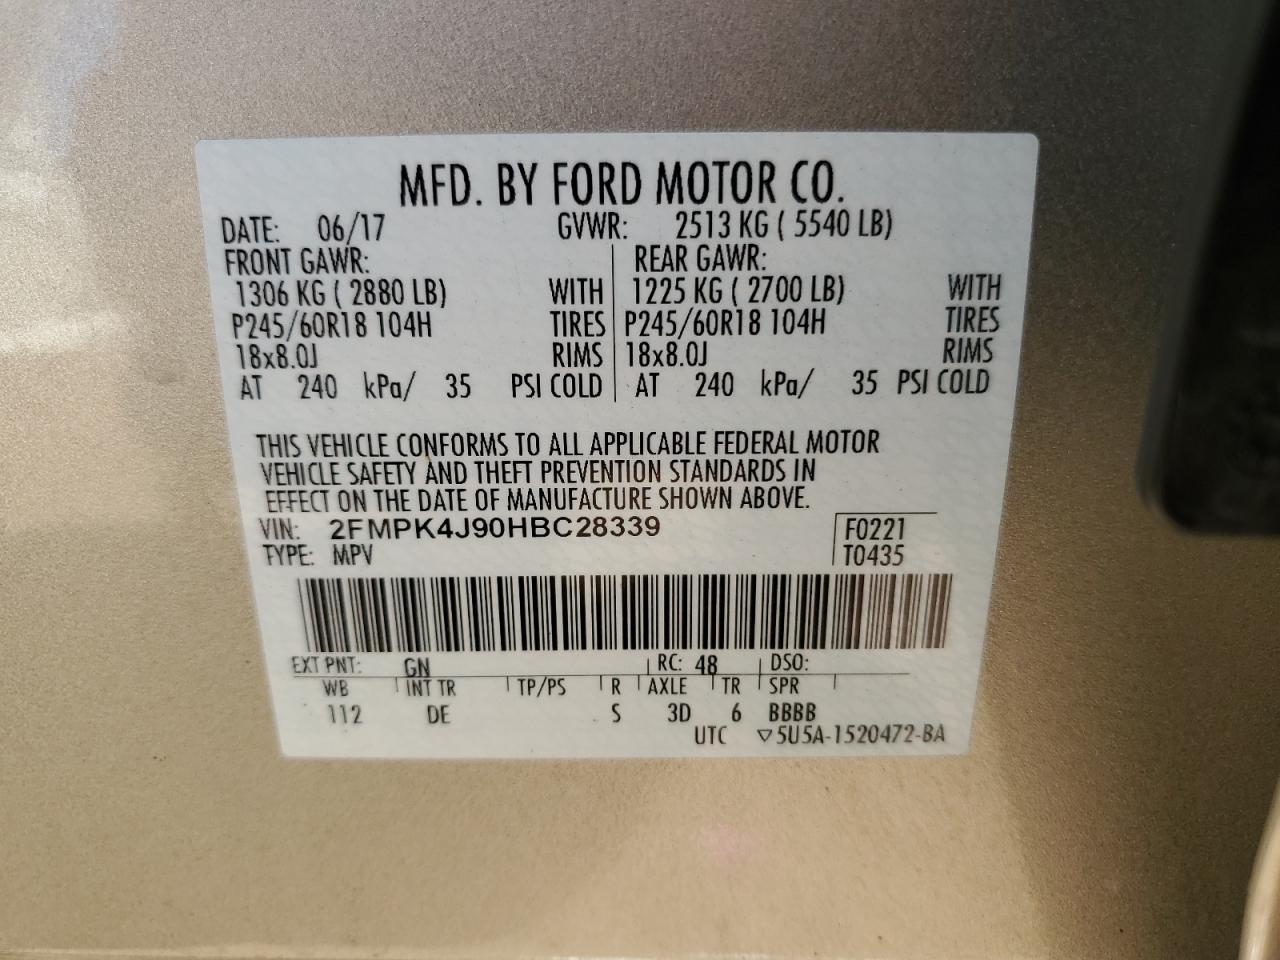 MFD. BY FORD MOTOR CO.
DATE: 06/17 GVWR: 2513 KG ( 5540 LB)
FRONT GAWR: REAR GAWR:
1306 KG ( 2880 LB) WITH 1225 KG ( 2700 LB) WITH
P245/60R18 104H TIRES P245/60R18 104H TIRES
18x8.0J RIMS 18x8.0J RIMS
AT 240 kPa/ 35 PSI COLD AT 240 kPa/ 35 PSI COLD
THIS VEHICLE CONFORMS TO ALL APPLICABLE FEDERAL MOTOR
VEHICLE SAFETY AND THEFT PREVENTION STANDARDS IN
EFFECT ON THE DATE OF MANUFACTURE SHOWN ABOVE.
VIN: 2FMPK4J90HBC28339 F0221
TYPE: MPV T0435
EXT PNT: GN RC: 48 DSO:
WB INT TR TP/PS R AXLE TR SPR
112 DE S 3D 6 BBBB
UTC ▽5U5A-1520472-BA